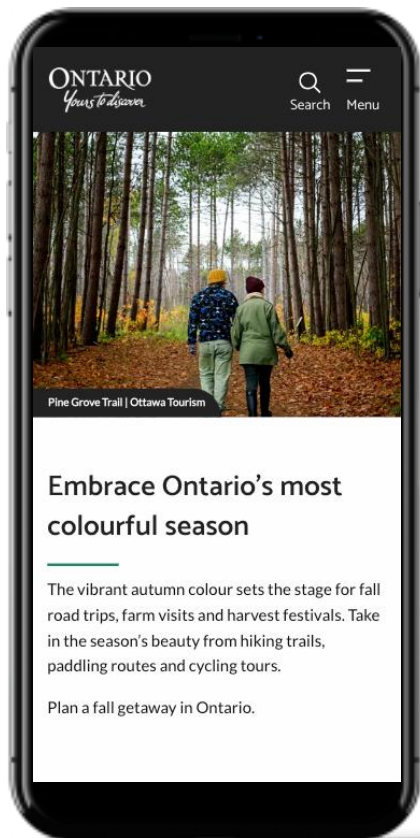 ONTARIO
Yours to discover
Search Menu
Pine Grove Trail | Ottawa Tourism
Embrace Ontario's most
colourful season
The vibrant autumn colour sets the stage for fall
road trips, farm visits and harvest festivals. Take
in the season's beauty from hiking trails,
paddling routes and cycling tours.
Plan a fall getaway in Ontario.